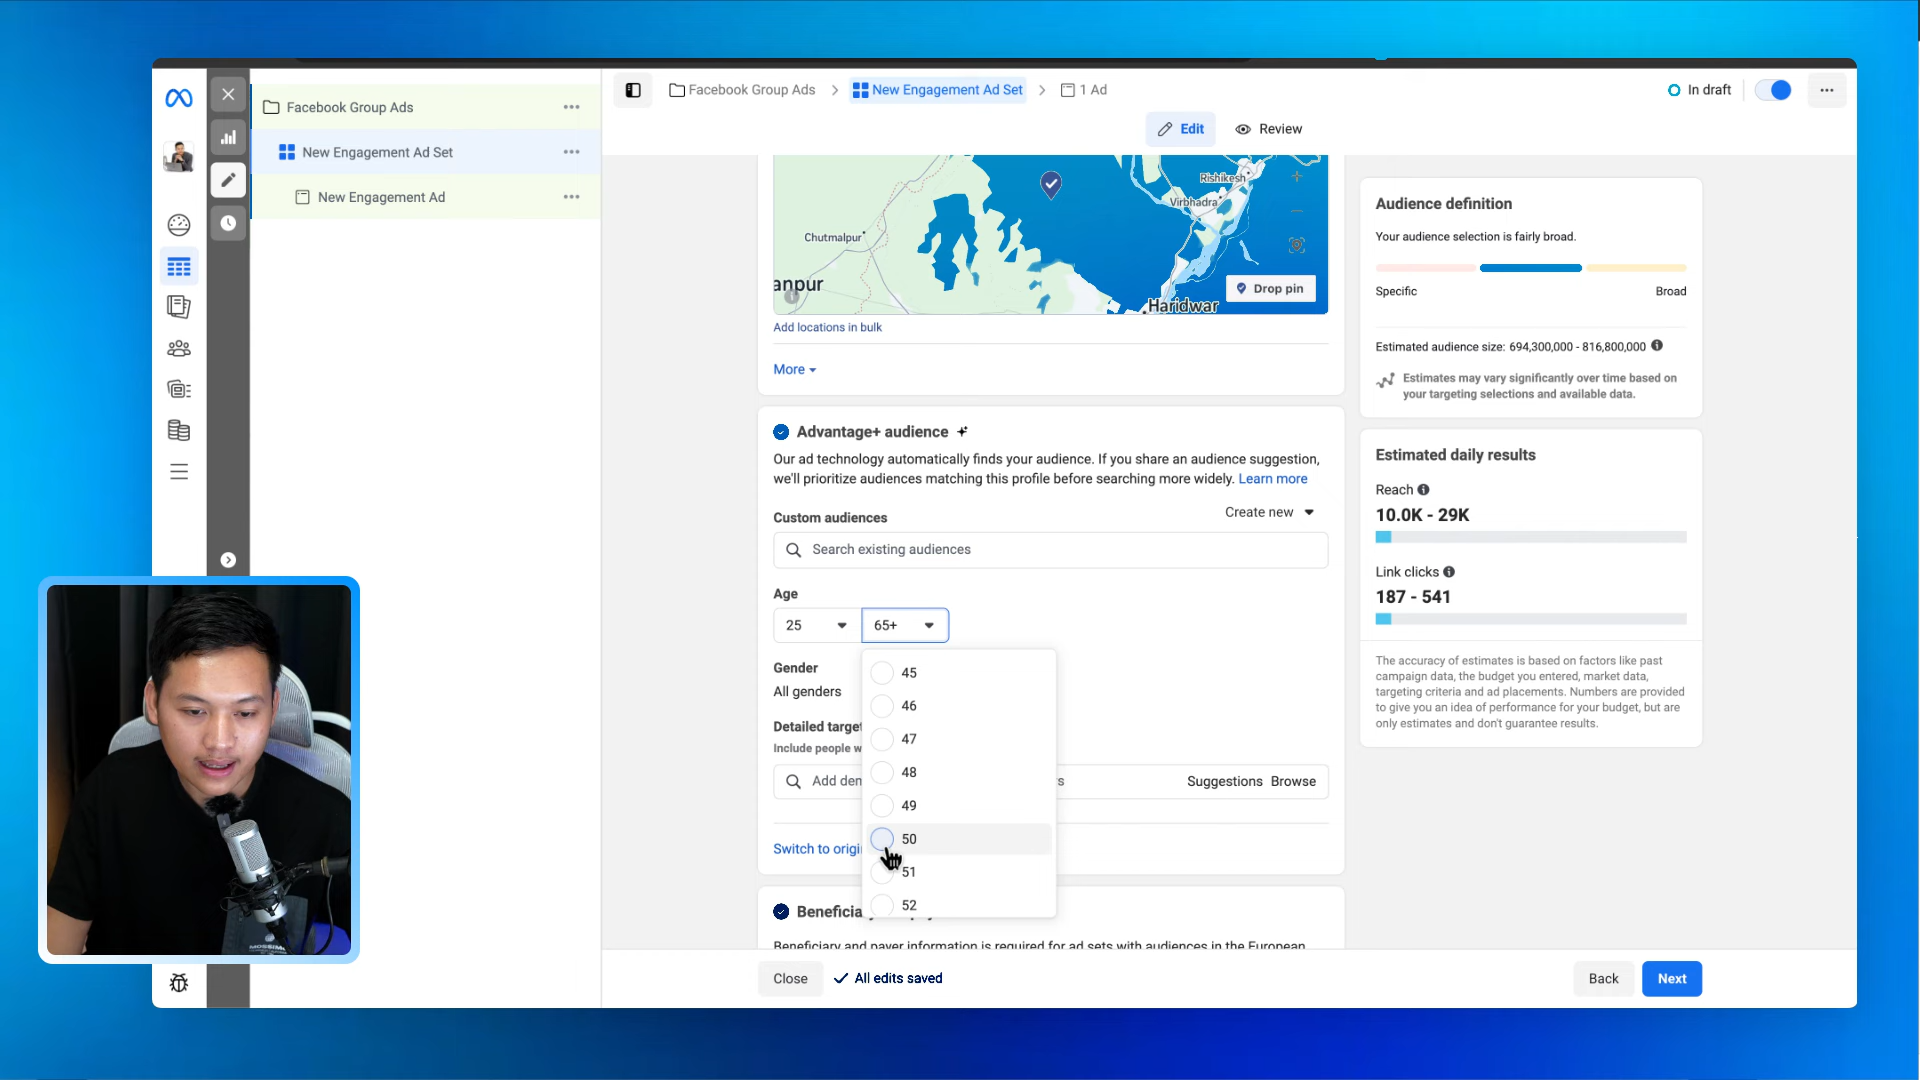 Facebook Group Ads
New Engagement Ad Set
New Engagement Ad
Facebook Group Ads > New Engagement Ad Set > 1 Ad
In draft
Edit
Review
Rishikesh
Virbhadra
Chutmalpur
anpur
Haridwar
Drop pin
Add locations in bulk
More
Advantage+ audience
Our ad technology automatically finds your audience. If you share an audience suggestion,
we'll prioritize audiences matching this profile before searching more widely. Learn more
Custom audiences
Create new
Search existing audiences
Age
25
65+
45
46
47
48
49
50
51
52
Gender
All genders
Detailed targe
Include people w
Add den
Suggestions Browse
Switch to origi
Beneficia
Beneficiary and payer information is required for ad sets with audiences in the European
Close
All edits saved
Back
Next
Audience definition
Your audience selection is fairly broad.
Specific
Broad
Estimated audience size: 694,300,000 - 816,800,000
Estimates may vary significantly over time based on
your targeting selections and available data.
Estimated daily results
Reach
10.0K - 29K
Link clicks
187 - 541
The accuracy of estimates is based on factors like past
campaign data, the budget you entered, market data,
targeting criteria and ad placements. Numbers are provided
to give you an idea of performance for your budget, but are
only estimates and don't guarantee results.